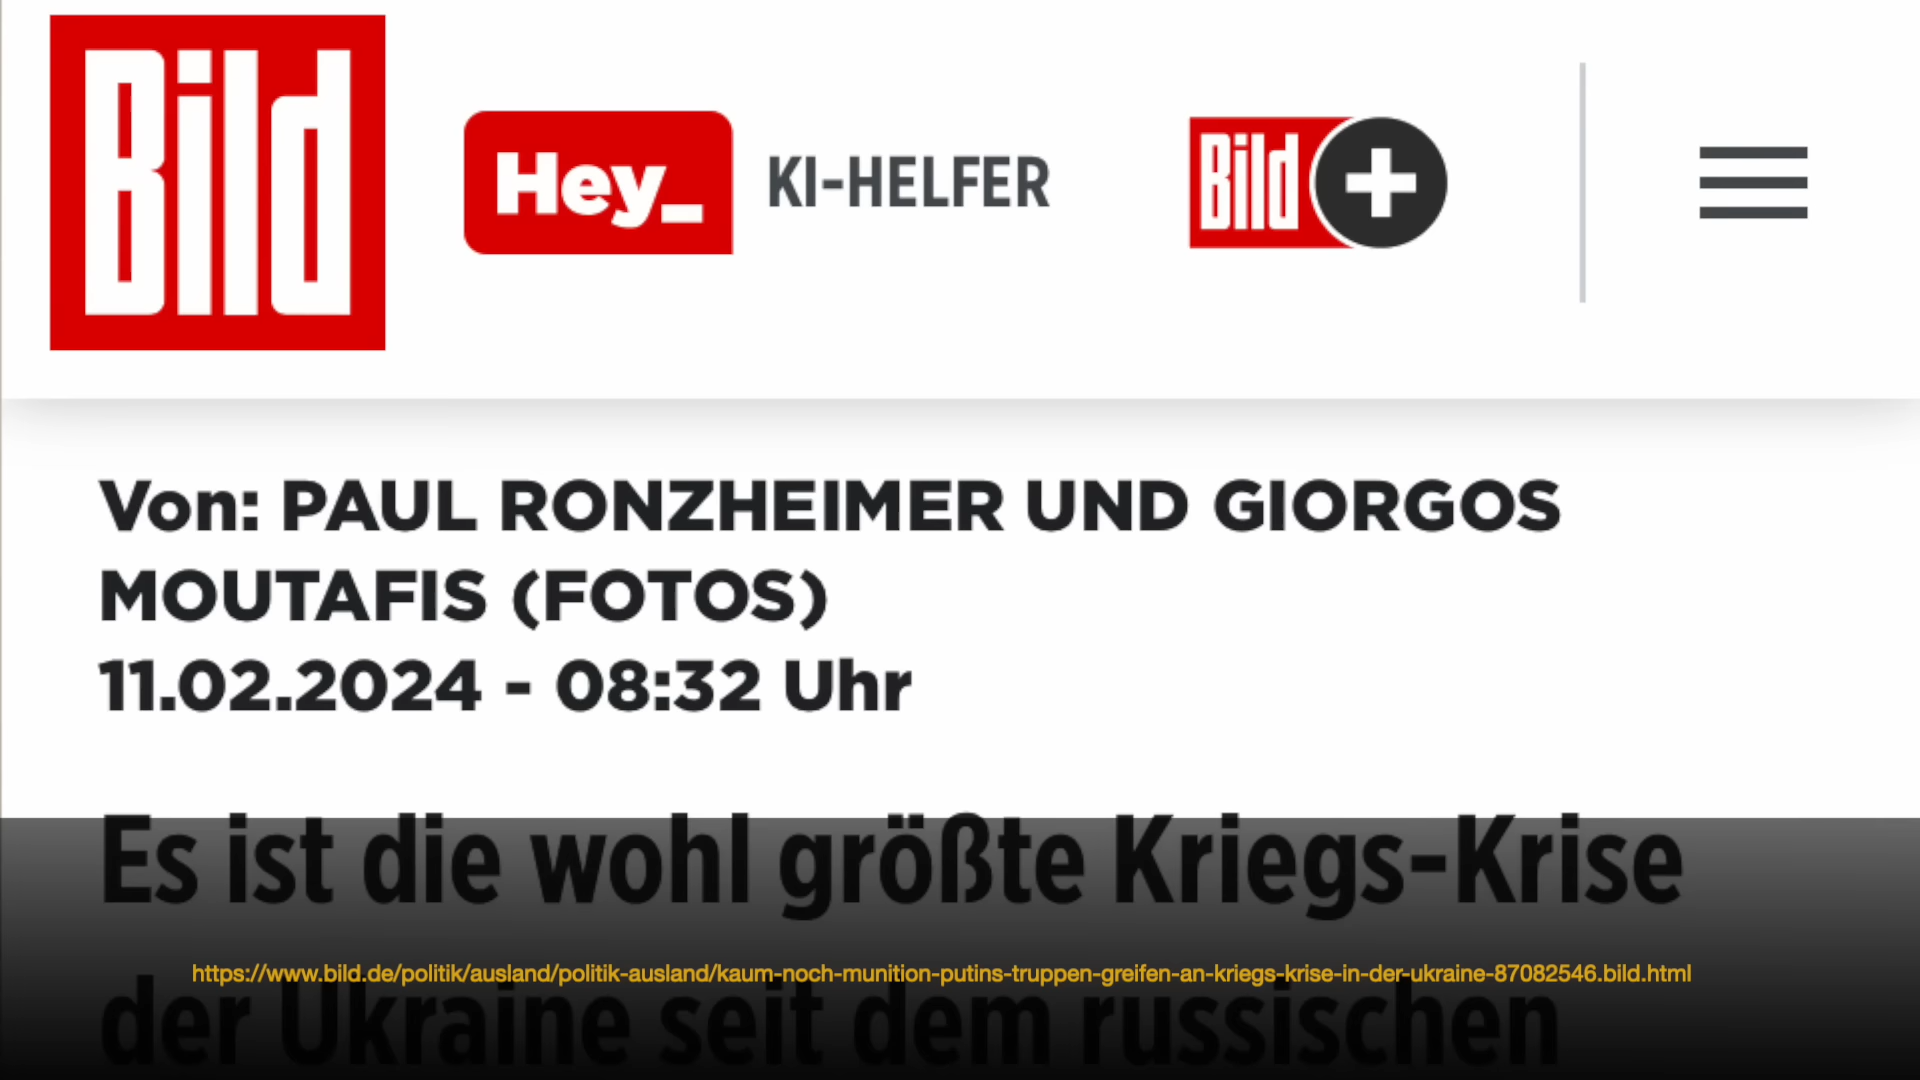 Bild
Hey_ KI-HELFER
Bild +
Von: PAUL RONZHEIMER UND GIORGOS
MOUTAFIS (FOTOS)
11.02.2024 - 08:32 Uhr
Es ist die wohl größte Kriegs-Krise
https://www.bild.de/politik/ausland/politik-ausland/kaum-noch-munition-putins-truppen-greifen-an-kriegs-krise-in-der-ukraine-87082546.bild.html
der Ukraine seit dem russischen